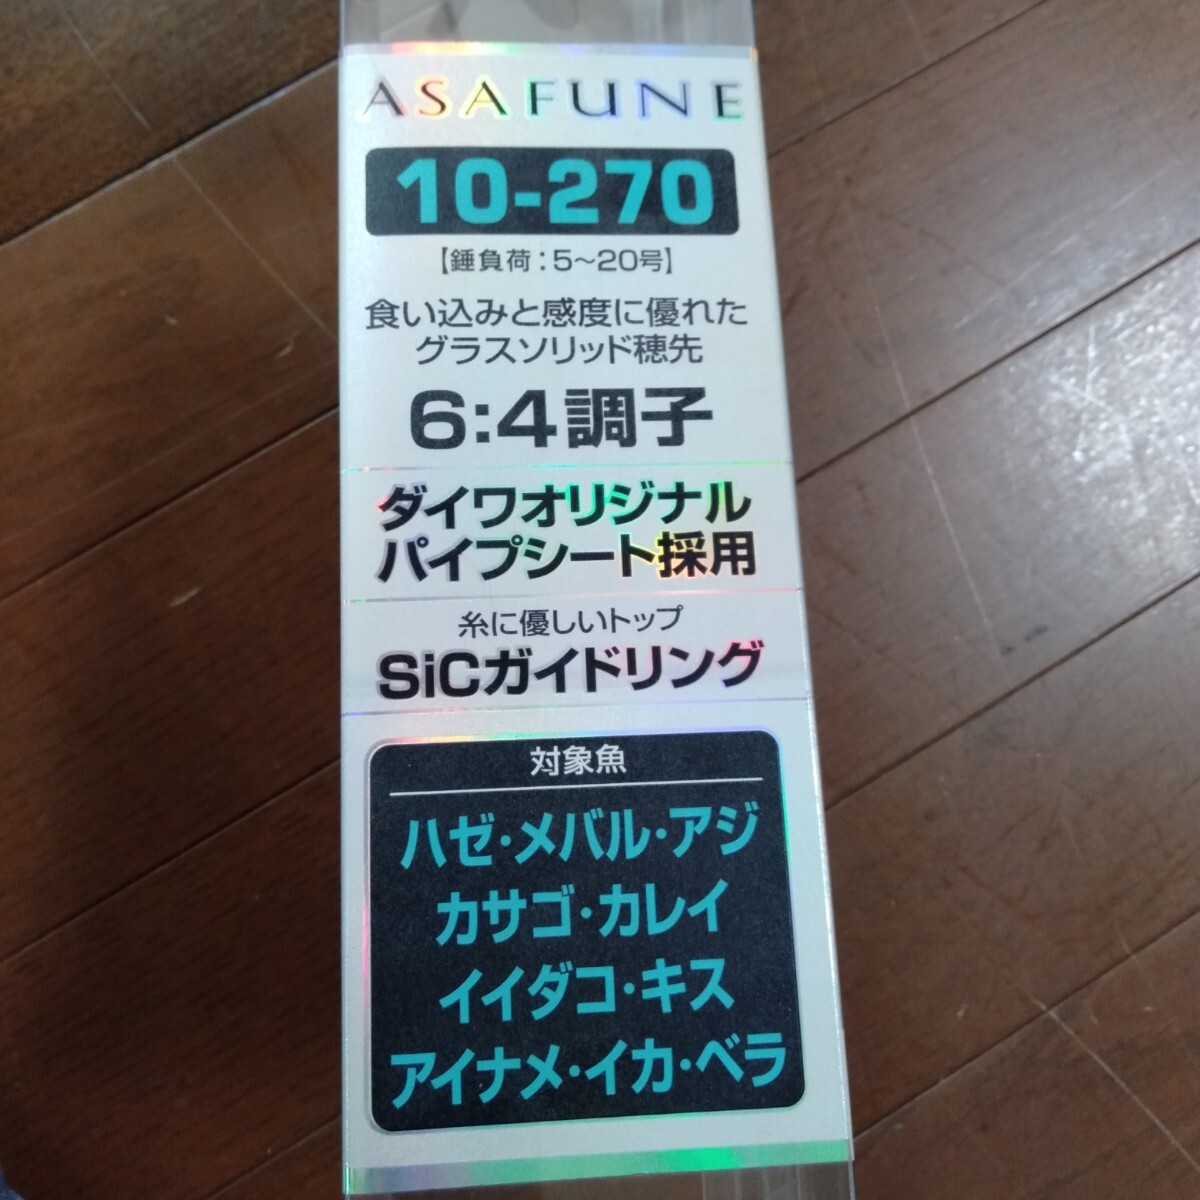 ASAFUNE
10-270
【錘負荷:5〜20号】
食い込みと感度に優れた
グラスソリッド穂先
6:4調子
ダイワオリジナル
パイプシート採用
糸に優しいトップ
SiCガイドリング
対象魚
ハゼ・メバル・アジ
カサゴ・カレイ
イイダコ・キス
アイナメ・イカ・ベラ